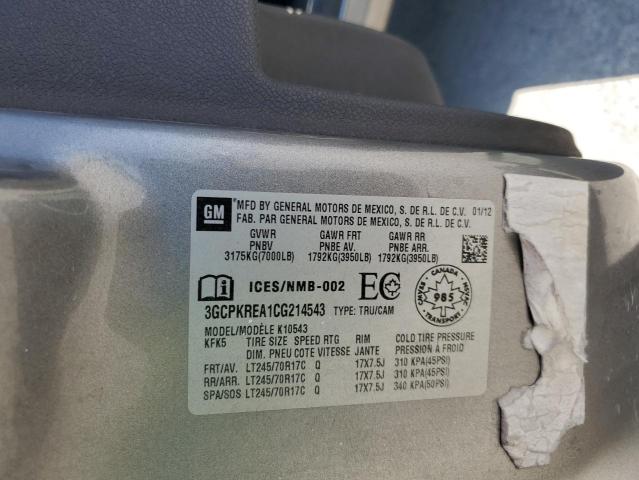 GM
MFD BY GENERAL MOTORS DE MEXICO, S. DE R.L. DE C.V. 01/12
FAB. PAR GENERAL MOTORS DE MEXICO, S. DE R.L. DE C.V.
GVWR GAWR FRT GAWR RR
PNBV PNBE AV. PNBE ARR.
3175KG(7000LB) 1792KG(3950LB) 1792KG(3950LB)
ICES/NMB-002 EC CANADA 985 TRANSPORT
3GCPKREA1CG214543 TYPE: TRU/CAM
MODEL/MODÈLE K10543
KFK5 TIRE SIZE SPEED RTG RIM COLD TIRE PRESSURE
DIM. PNEU COTE VITESSE JANTE PRESSION À FROID
FRT/AV. LT245/70R17C Q 17X7.5J 310 KPA(45PSI)
RR/ARR. LT245/70R17C Q 17X7.5J 310 KPA(45PSI)
SPA/SOS LT245/70R17C Q 17X7.5J 340 KPA(50PSI)